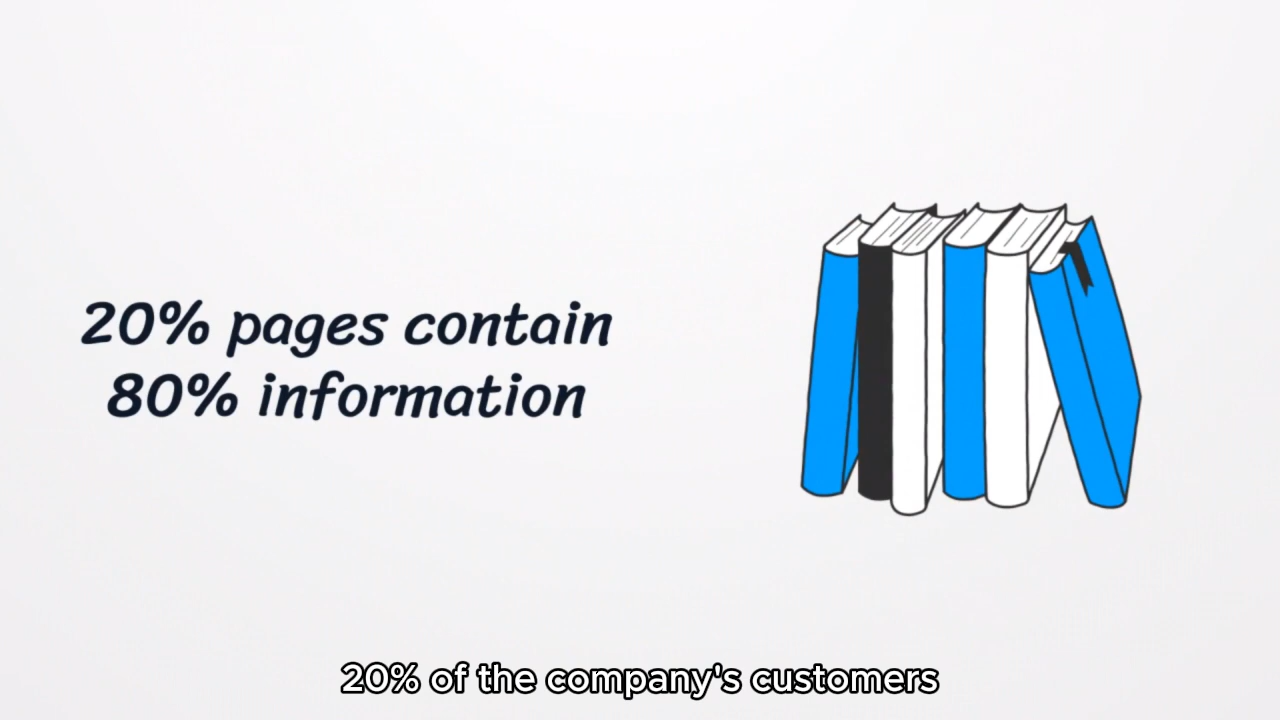 20% pages contain
80% information
20% of the company's customers